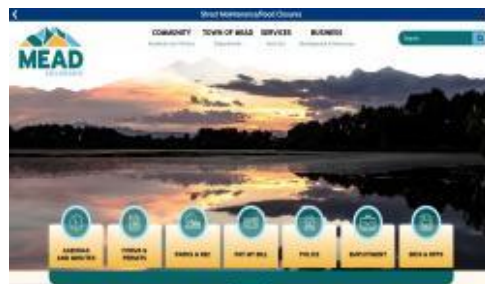 Street Maintenance/Road Closures
COMMUNITY TOWN OF MEAD SERVICES BUSINESS
Search
MEAD
COLORADO
AGENDAS AND MINUTES
FORMS & PERMITS
PARKS & REC
PAY MY BILL
POLICE
EMPLOYMENT
BIDS & RFPS